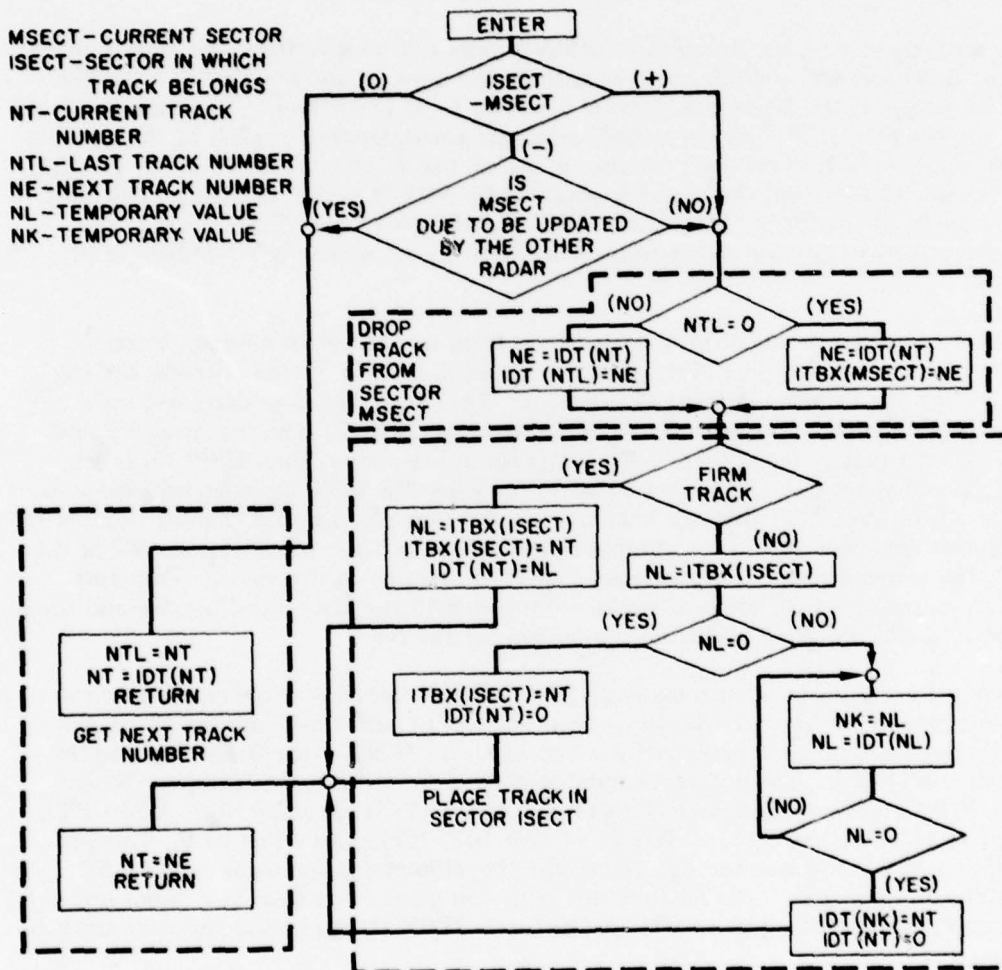 MSECT-CURRENT SECTOR
ISECT-SECTOR IN WHICH
TRACK BELONGS
NT-CURRENT TRACK
NUMBER
NTL-LAST TRACK NUMBER
NE-NEXT TRACK NUMBER
NL-TEMPORARY VALUE
NK-TEMPORARY VALUE
ENTER
(0)
ISECT
-MSECT
(+)
(-)
(YES)
IS
MSECT
DUE TO BE UPDATED
BY THE OTHER
RADAR
(NO)
DROP
TRACK
FROM
SECTOR
MSECT
(NO)
NTL=0
(YES)
NE=IDT(NT)
IDT (NTL)=NE
NE=IDT(NT)
ITBX(MSECT)=NE
(YES)
FIRM
TRACK
NL=ITBX(ISECT)
ITBX(ISECT)=NT
IDT(NT)=NL
(NO)
NL=ITBX(ISECT)
(YES)
NL=0
(NO)
ITBX(ISECT)=NT
IDT(NT)=0
NK=NL
NL=IDT(NL)
(NO)
NL=0
(YES)
IDT(NK)=NT
IDT(NT)=0
PLACE TRACK IN
SECTOR ISECT
NTL=NT
NT=IDT(NT)
RETURN
GET NEXT TRACK
NUMBER
NT=NE
RETURN